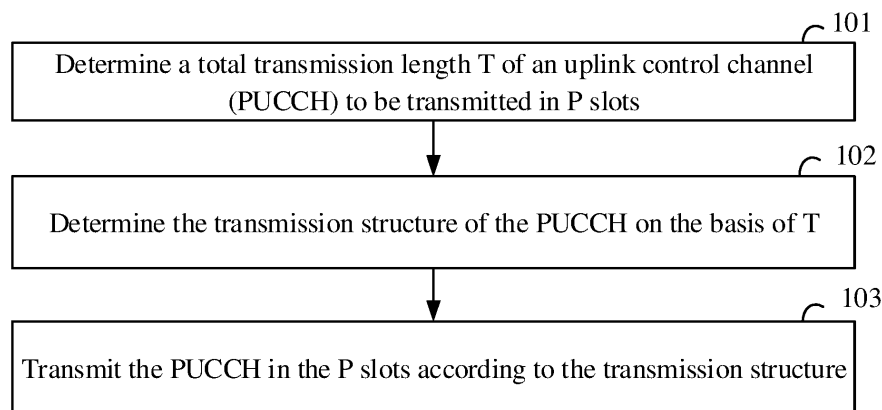 101
Determine a total transmission length T of an uplink control channel
(PUCCH) to be transmitted in P slots
102
Determine the transmission structure of the PUCCH on the basis of T
103
Transmit the PUCCH in the P slots according to the transmission structure